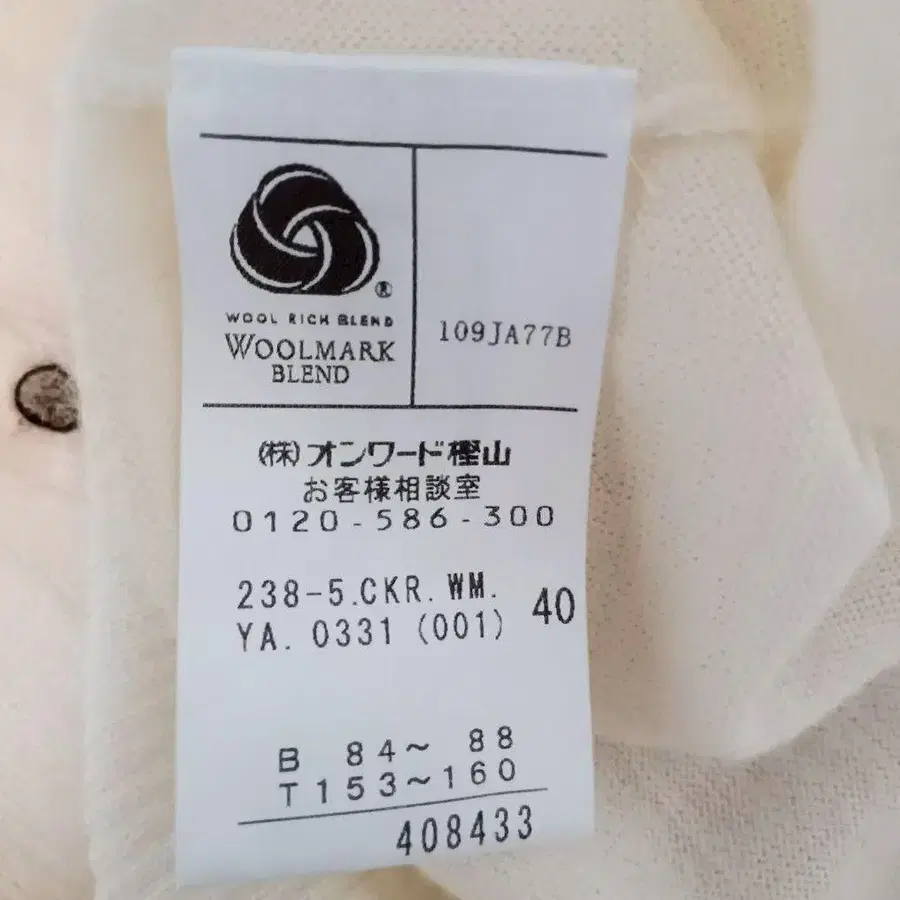 ®
WOOL RICH BLEND
WOOLMARK
BLEND
109JA77B
(株)オンワード樫山
お客様相談室
0120-586-300
238-5.CKR.WM.
YA.0331(001)
40
B 84~ 88
T153~160
408433